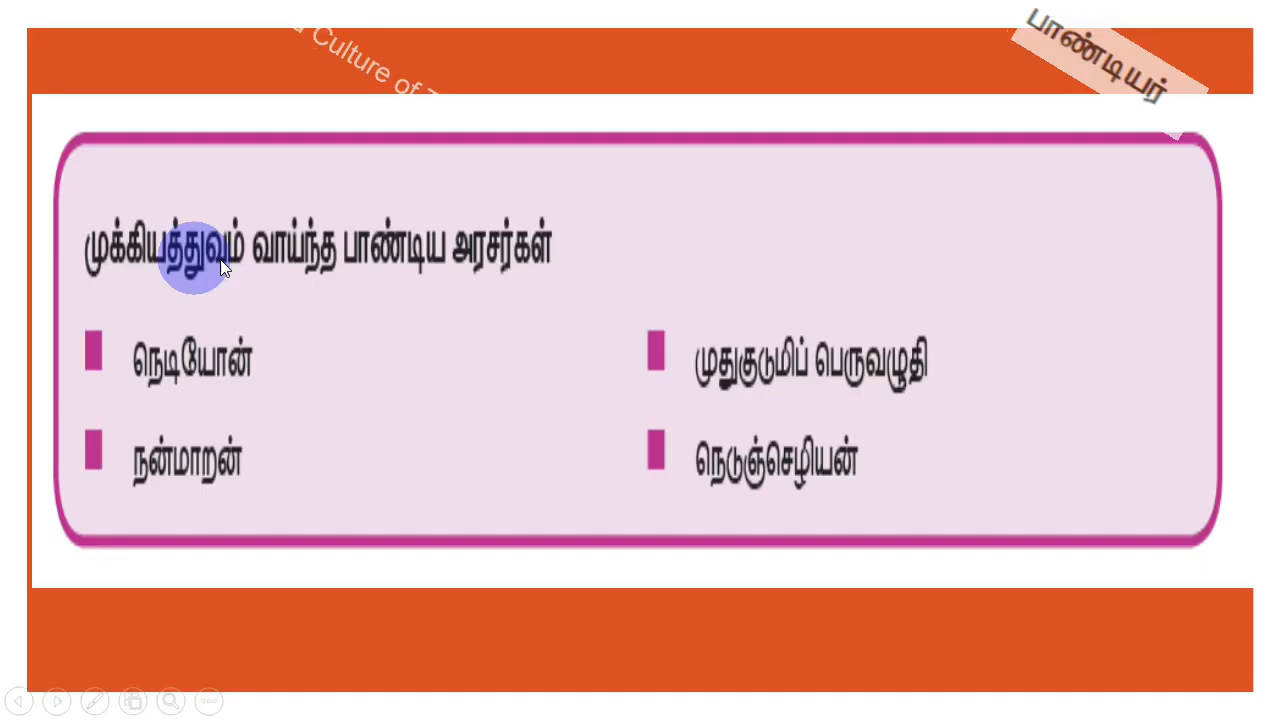 Culture of
பாண்டியர்
முக்கியத்துவம் வாய்ந்த பாண்டிய அரசர்கள்
நெடியோன்
முதுகுடுமிப் பெருவழுதி
நன்மாறன்
நெடுஞ்செழியன்